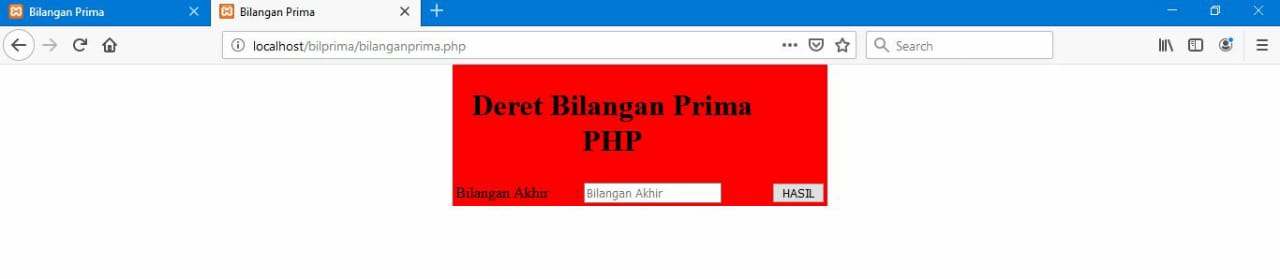 Bilangan Prima
Bilangan Prima
localhost/bilprima/bilanganprima.php
Search
Deret Bilangan Prima
PHP
Bilangan Akhir : Bilangan Akhir HASIL